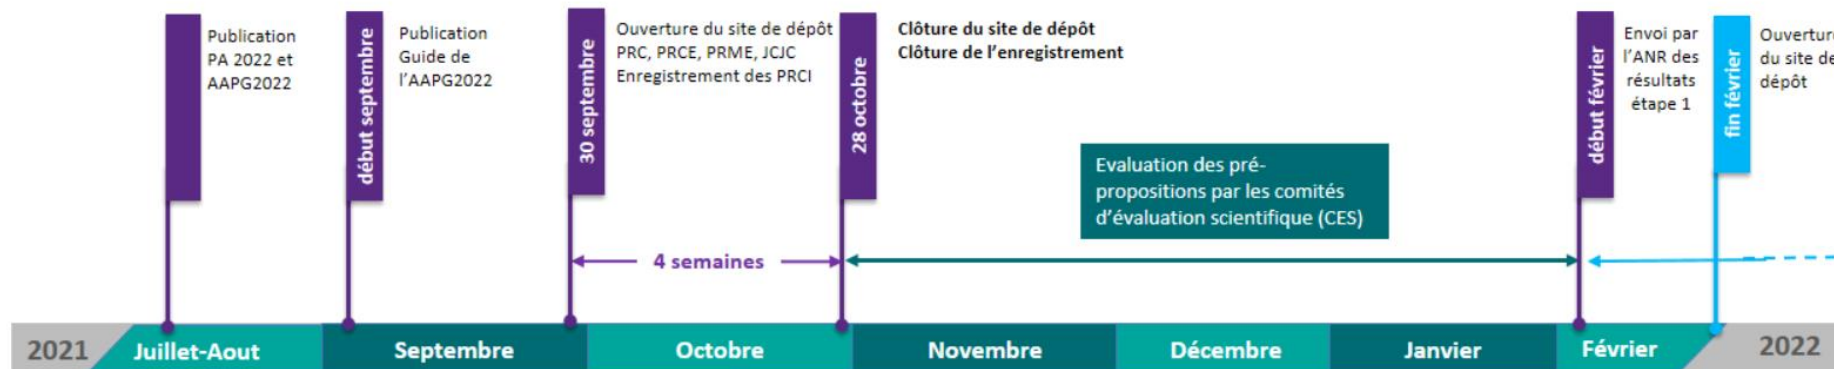 Publication
PA 2022 et
AAPG2022
début septembre
Publication
Guide de
l'AAPG2022
30 septembre
Ouverture du site de dépôt
PRC, PRCE, PRME, JCJC
Enregistrement des PRCI
28 octobre
Clôture du site de dépôt
Clôture de l'enregistrement
Evaluation des pré-
propositions par les comités
d'évaluation scientifique (CES)
début février
Envoi par
l'ANR des
résultats
étape 1
fin février
Ouverture
du site de
dépôt
4 semaines
2021
Juillet-Aout
Septembre
Octobre
Novembre
Décembre
Janvier
Février
2022